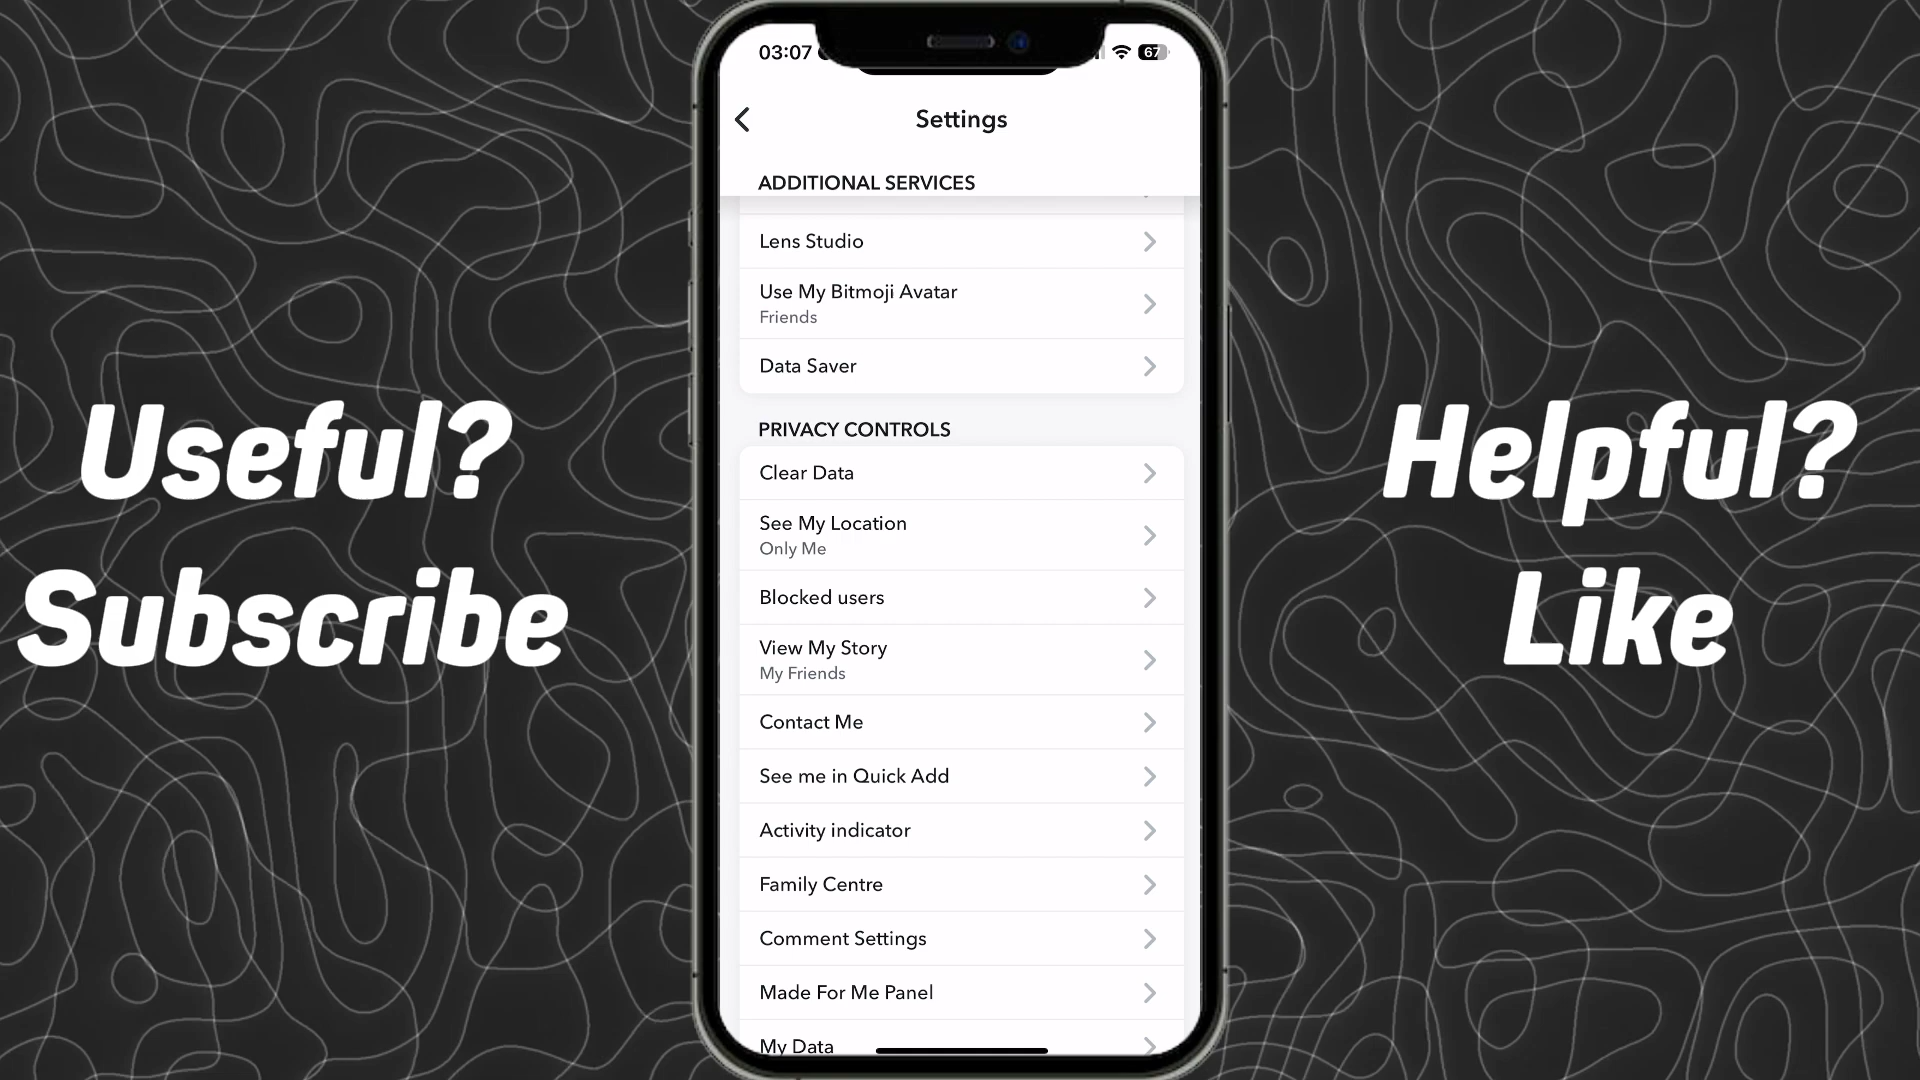 03:07
67
Settings
ADDITIONAL SERVICES
Lens Studio
Use My Bitmoji Avatar
Friends
Data Saver
PRIVACY CONTROLS
Clear Data
See My Location
Only Me
Blocked users
View My Story
My Friends
Contact Me
See me in Quick Add
Activity indicator
Family Centre
Comment Settings
Made For Me Panel
My Data
Useful?
Subscribe
Helpful?
Like